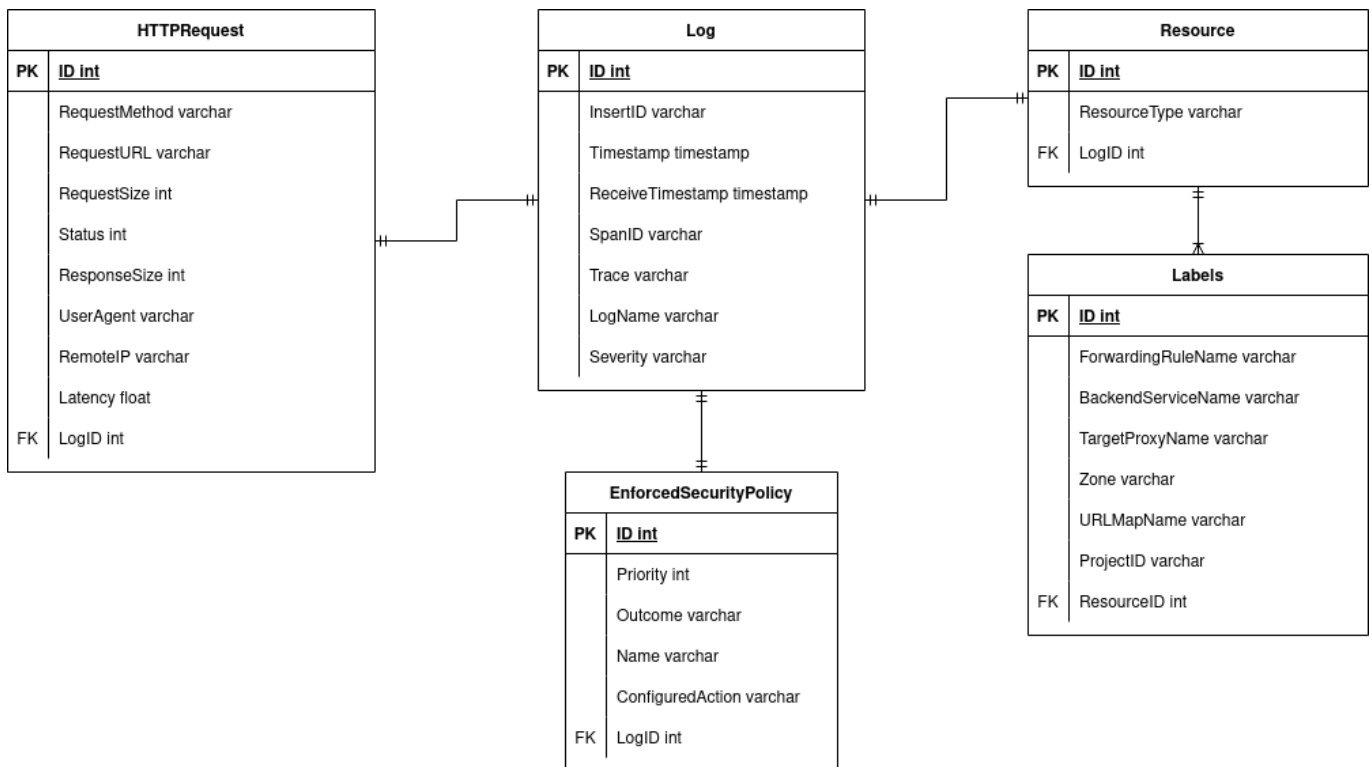 HTTPRequest
PK ID int
RequestMethod varchar
RequestURL varchar
RequestSize int
Status int
ResponseSize int
UserAgent varchar
RemoteIP varchar
Latency float
FK LogID int
Log
PK ID int
InsertID varchar
Timestamp timestamp
ReceiveTimestamp timestamp
SpanID varchar
Trace varchar
LogName varchar
Severity varchar
Resource
PK ID int
ResourceType varchar
FK LogID int
Labels
PK ID int
ForwardingRuleName varchar
BackendServiceName varchar
TargetProxyName varchar
Zone varchar
URLMapName varchar
ProjectID varchar
FK ResourceID int
EnforcedSecurityPolicy
PK ID int
Priority int
Outcome varchar
Name varchar
ConfiguredAction varchar
FK LogID int